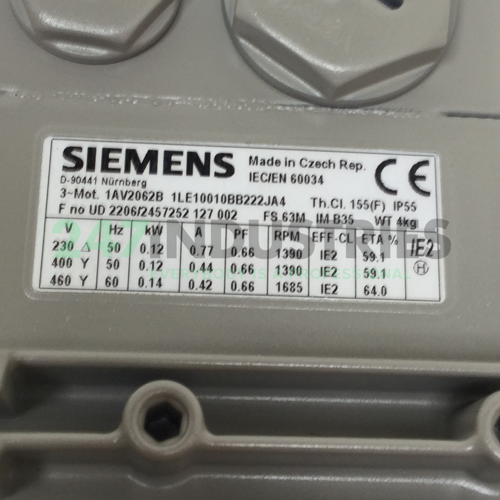 SIEMENS
D-90441 Nürnberg
Made in Czech Rep.
IEC/EN 60034
CE
3~Mot. 1AV2062B 1LE10010BB222JA4 Th.Cl. 155(F) IP55
F no UD 2206/2457252 127 002 FS 63M IM B35 WT 4kg
V Hz kW A PF RPM EFF-CL ETA % IE2
230 Δ 50 0.12 0.77 0.66 1390 IE2 59.1
400 Y 50 0.12 0.44 0.66 1390 IE2 59.1
460 Y 60 0.14 0.42 0.66 1685 IE2 64.0
H
247INDUSTRIES